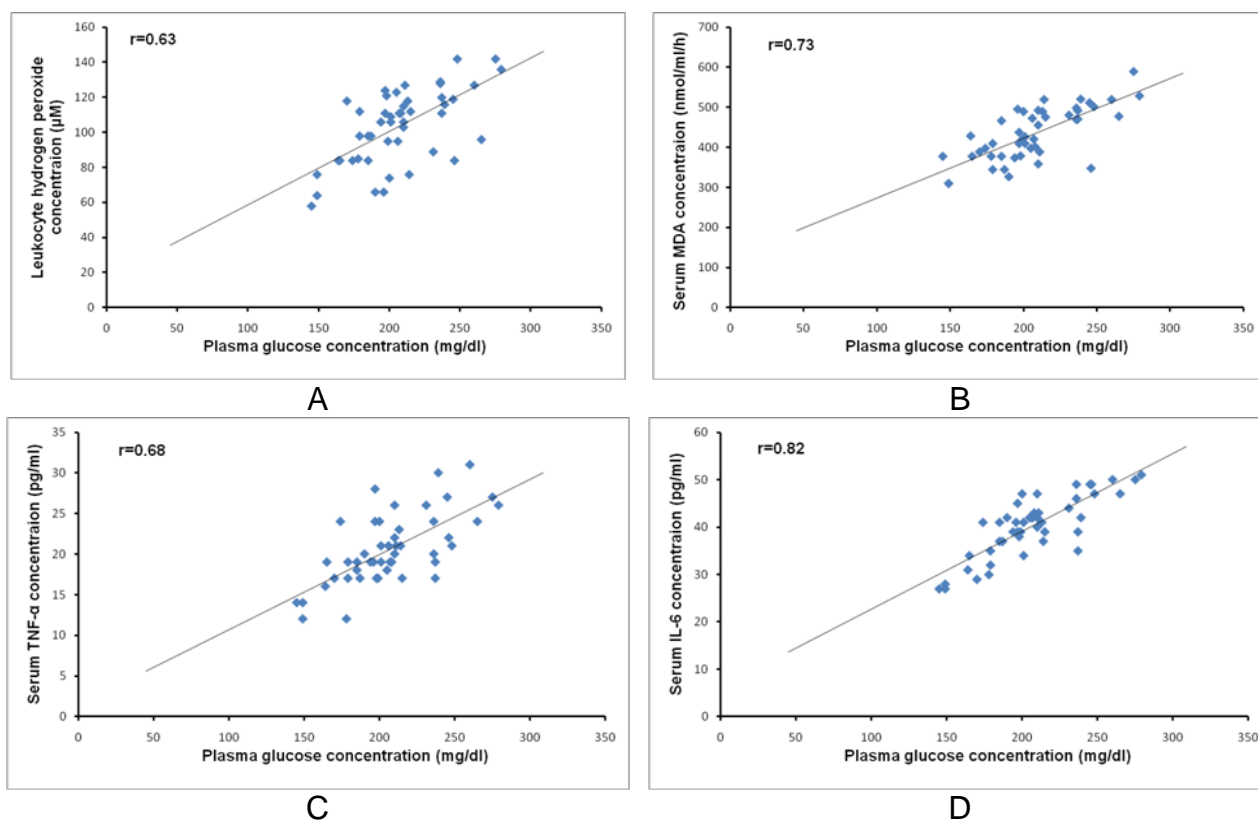 r=0.63
Leukocyte hydrogen peroxide
concentraion (µM)
160
140
120
100
80
60
40
20
0
0 50 100 150 200 250 300 350
Plasma glucose concentration (mg/dl)
A
r=0.73
Serum MDA concentraion (nmol/ml/h)
700
600
500
400
300
200
100
0
0 50 100 150 200 250 300 350
Plasma glucose concentration (mg/dl)
B
r=0.68
Serum TNF-α concentraion (pg/ml)
35
30
25
20
15
10
5
0
0 50 100 150 200 250 300 350
Plasma glucose concentration (mg/dl)
C
r=0.82
Serum IL-6 concentraion (pg/ml)
60
50
40
30
20
10
0
0 50 100 150 200 250 300 350
Plasma glucose concentration (mg/dl)
D